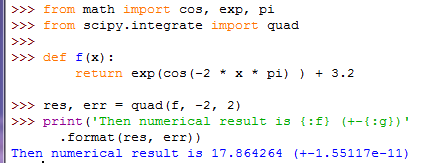 >>> from math import cos, exp, pi
>>> from scipy.integrate import quad
>>>
>>> def f(x):
        return exp(cos(-2 * x * pi) ) + 3.2

>>> res, err = quad(f, -2, 2)
>>> print('Then numerical result is {:f} (+-{:g})'
      .format(res, err))
Then numerical result is 17.864264 (+-1.55117e-11)